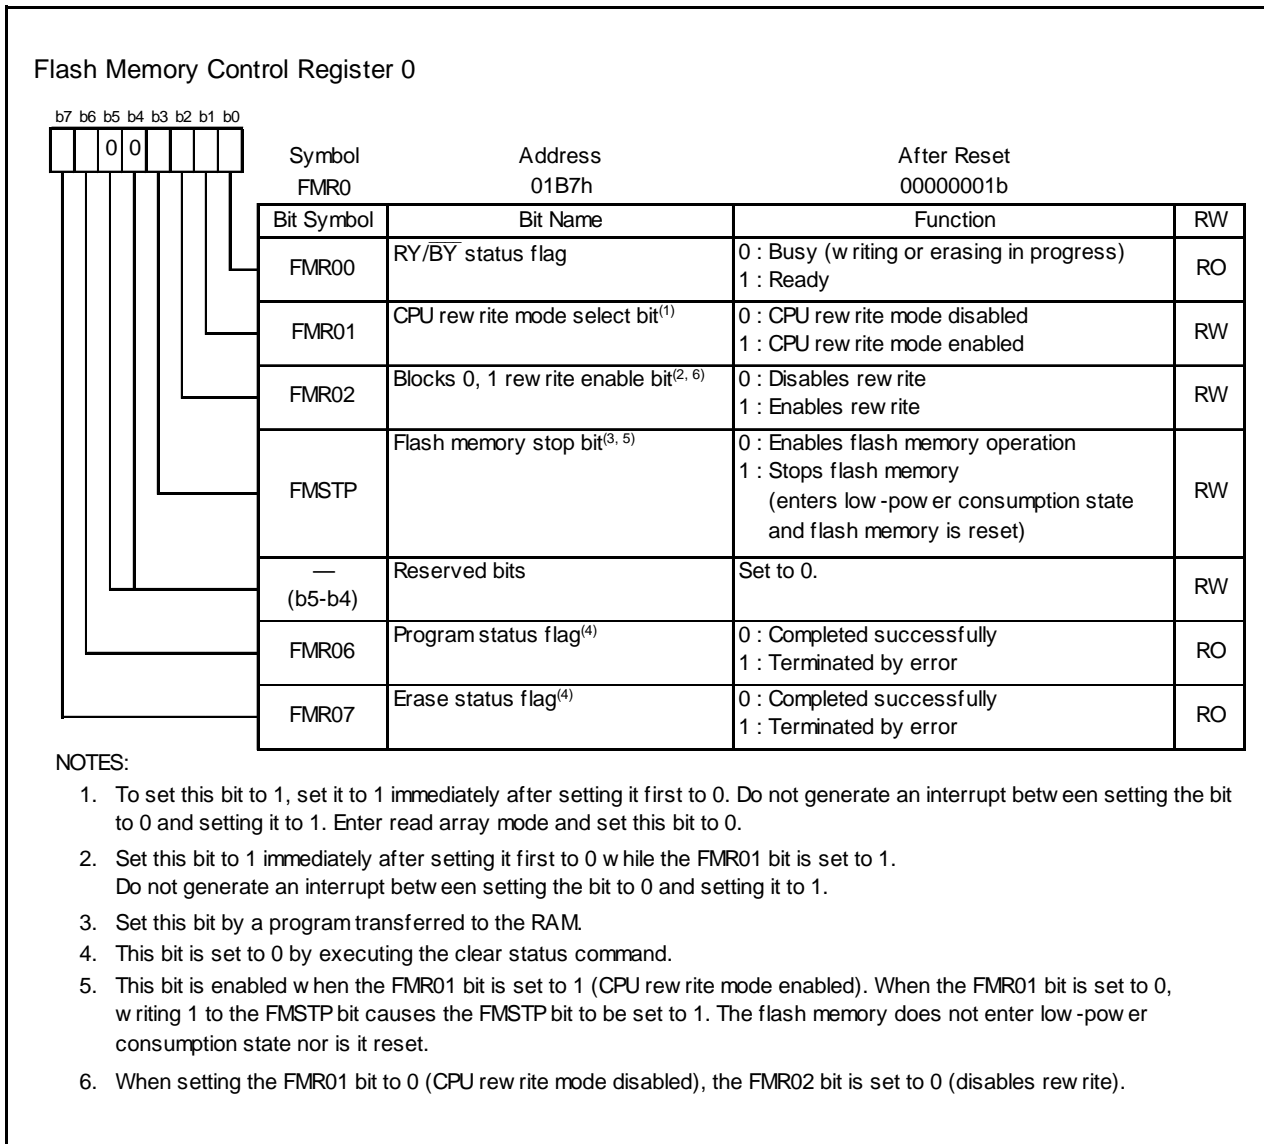 Flash Memory Control Register 0
b7 b6 b5 b4 b3 b2 b1 b0
0 0
Symbol Address After Reset
FMR0 01B7h 00000001b
Bit Symbol Bit Name Function RW
FMR00 RY/B̅Y̅ status flag 0 : Busy (writing or erasing in progress) RO
1 : Ready
FMR01 CPU rewrite mode select bit(1) 0 : CPU rewrite mode disabled RW
1 : CPU rewrite mode enabled
FMR02 Blocks 0, 1 rewrite enable bit(2, 6) 0 : Disables rewrite RW
1 : Enables rewrite
FMSTP Flash memory stop bit(3, 5) 0 : Enables flash memory operation RW
1 : Stops flash memory
(enters low-power consumption state
and flash memory is reset)
— Reserved bits Set to 0. RW
(b5-b4)
FMR06 Program status flag(4) 0 : Completed successfully RO
1 : Terminated by error
FMR07 Erase status flag(4) 0 : Completed successfully RO
1 : Terminated by error
NOTES:
1. To set this bit to 1, set it to 1 immediately after setting it first to 0. Do not generate an interrupt between setting the bit
to 0 and setting it to 1. Enter read array mode and set this bit to 0.
2. Set this bit to 1 immediately after setting it first to 0 while the FMR01 bit is set to 1.
Do not generate an interrupt between setting the bit to 0 and setting it to 1.
3. Set this bit by a program transferred to the RAM.
4. This bit is set to 0 by executing the clear status command.
5. This bit is enabled when the FMR01 bit is set to 1 (CPU rewrite mode enabled). When the FMR01 bit is set to 0,
writing 1 to the FMSTP bit causes the FMSTP bit to be set to 1. The flash memory does not enter low-power
consumption state nor is it reset.
6. When setting the FMR01 bit to 0 (CPU rewrite mode disabled), the FMR02 bit is set to 0 (disables rewrite).